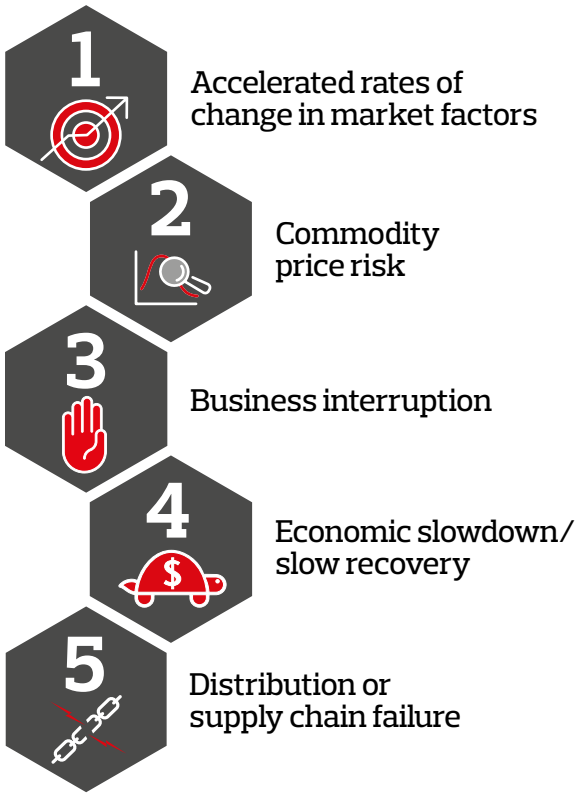 1
Accelerated rates of
change in market factors
2
Commodity
price risk
3
Business interruption
4
$
Economic slowdown/
slow recovery
5
Distribution or
supply chain failure